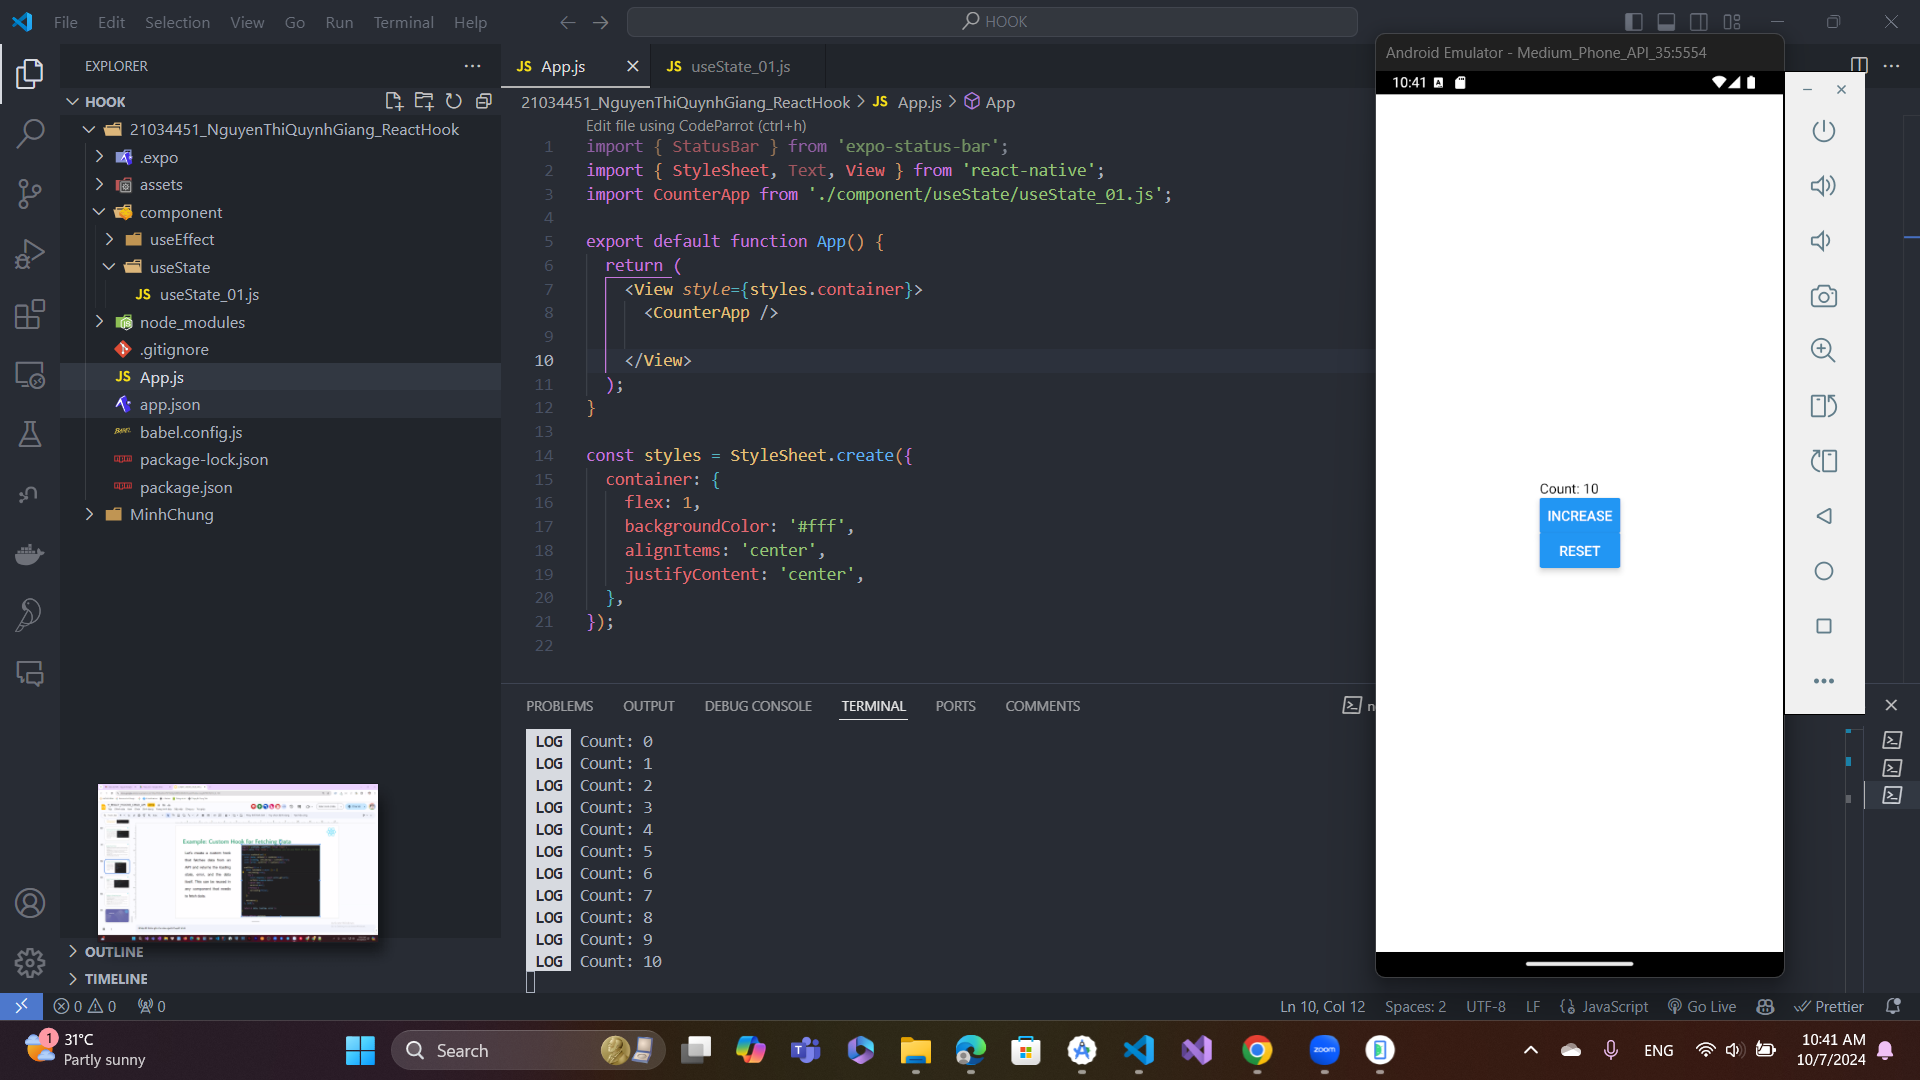 File Edit Selection View Go Run Terminal Help
HOOK
EXPLORER
HOOK
21034451_NguyenThiQuynhGiang_ReactHook
.expo
assets
component
useEffect
useState
useState_01.js
node_modules
.gitignore
App.js
app.json
babel.config.js
package-lock.json
package.json
MinhChung
Example: Custom Hook for Fetching Data
OUTLINE
TIMELINE
App.js
useState_01.js
21034451_NguyenThiQuynhGiang_ReactHook > JS App.js > App
Edit file using CodeParrot (ctrl+h)
1 import { StatusBar } from 'expo-status-bar';
2 import { StyleSheet, Text, View } from 'react-native';
3 import CounterApp from './component/useState/useState_01.js';
4
5 export default function App() {
6 return (
7 <View style={styles.container}>
8 <CounterApp />
9
10 </View>
11 );
12 }
13
14 const styles = StyleSheet.create({
15 container: {
16 flex: 1,
17 backgroundColor: '#fff',
18 alignItems: 'center',
19 justifyContent: 'center',
20 },
21 });
22
PROBLEMS OUTPUT DEBUG CONSOLE TERMINAL PORTS COMMENTS
LOG Count: 0
LOG Count: 1
LOG Count: 2
LOG Count: 3
LOG Count: 4
LOG Count: 5
LOG Count: 6
LOG Count: 7
LOG Count: 8
LOG Count: 9
LOG Count: 10
Android Emulator - Medium_Phone_API_35:5554
10:41
Count: 10
INCREASE
RESET
0 0 0
Ln 10, Col 12 Spaces: 2 UTF-8 LF JavaScript Go Live Prettier
1
31°C
Partly sunny
Search
zoom
ENG
10:41 AM
10/7/2024